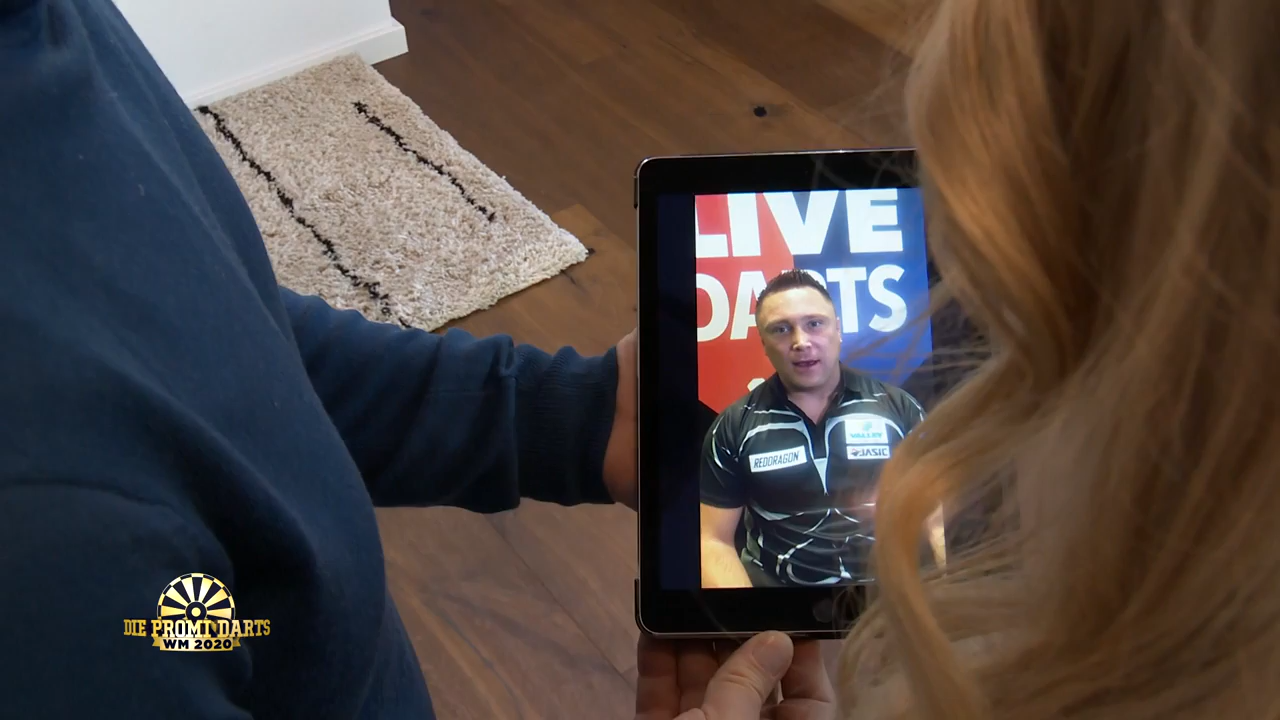 LIVE
DARTS
VALLEY
REDDRAGON
JASIC
DIE PROMI DARTS
WM 2020